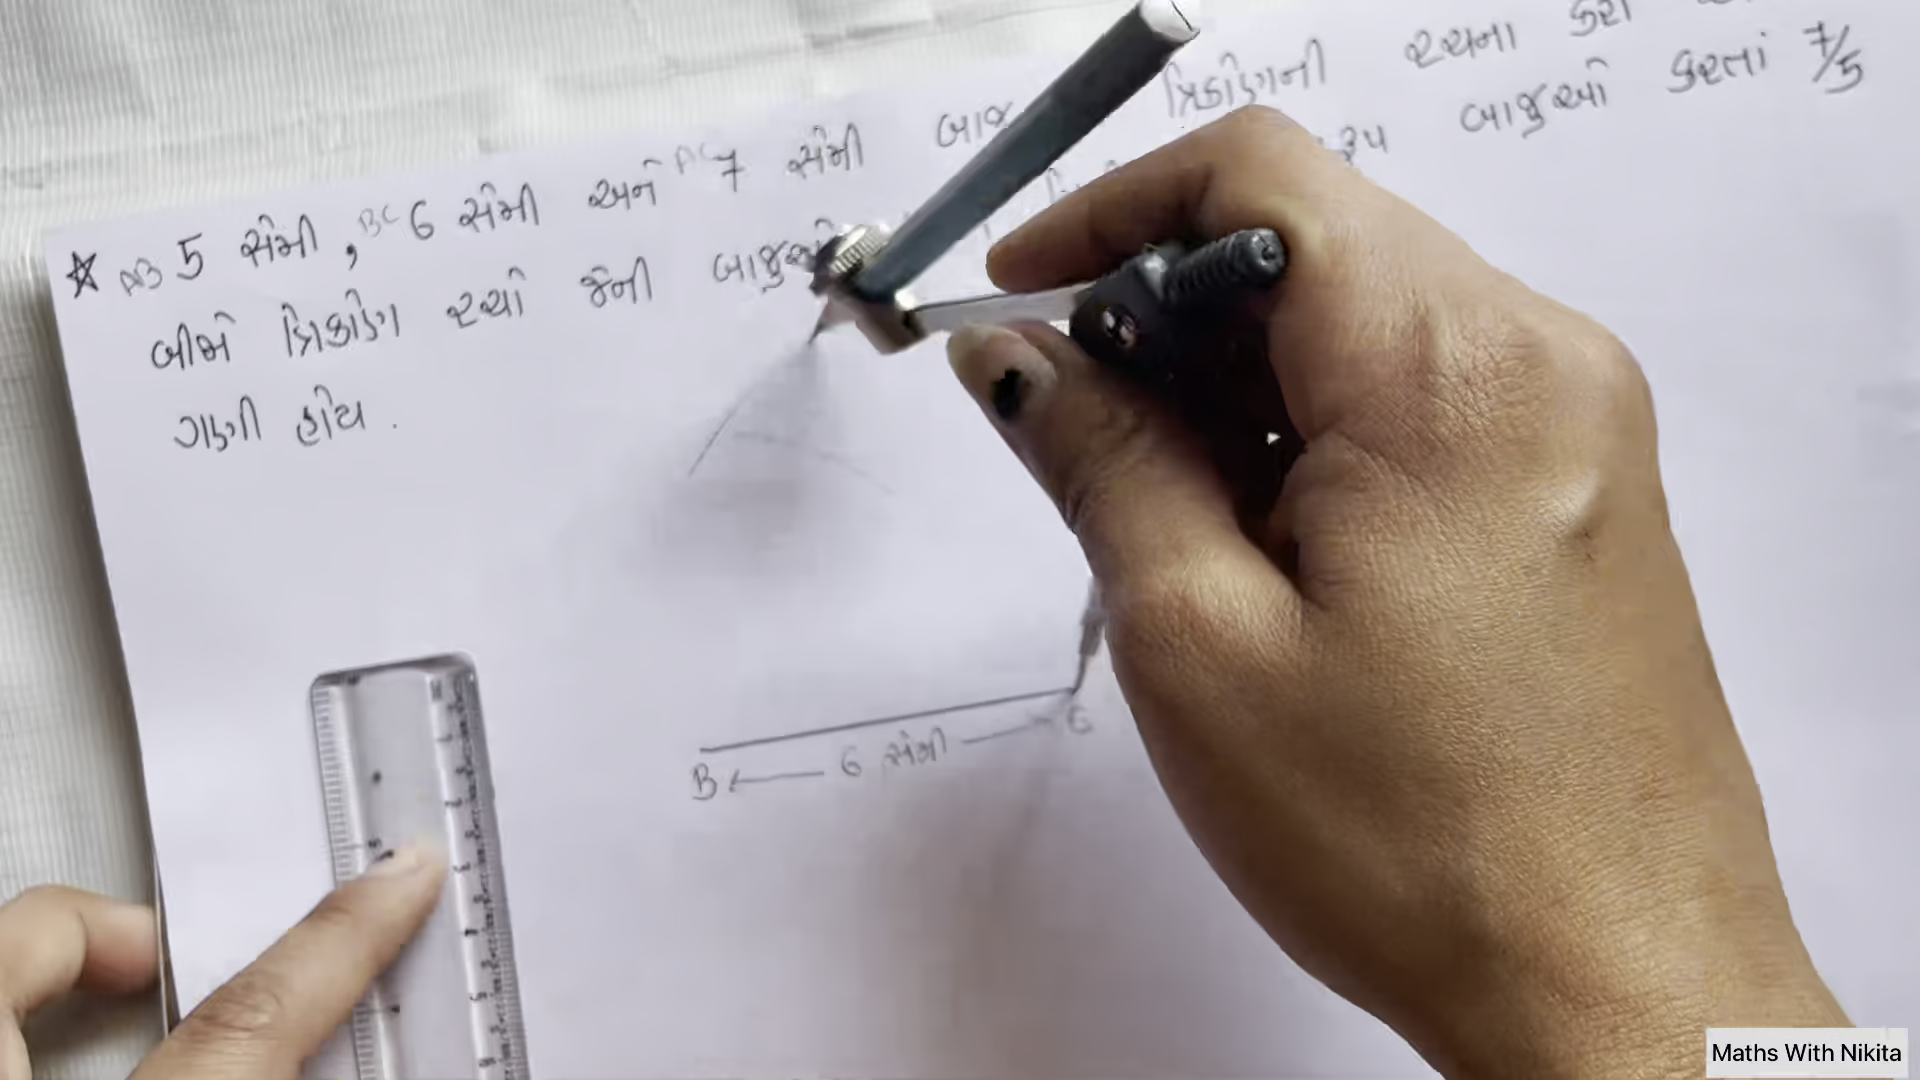 AB 5 સેમી , BC 6 સેમી અને AC 7 સેમી ત્રિકોણની રચના કરો
બીજો ત્રિકોણ રચો જેની બાજુઓ બાજુઓ કરતાં 7/5
ગણી હોય .
B 6 સેમી
Maths With Nikita